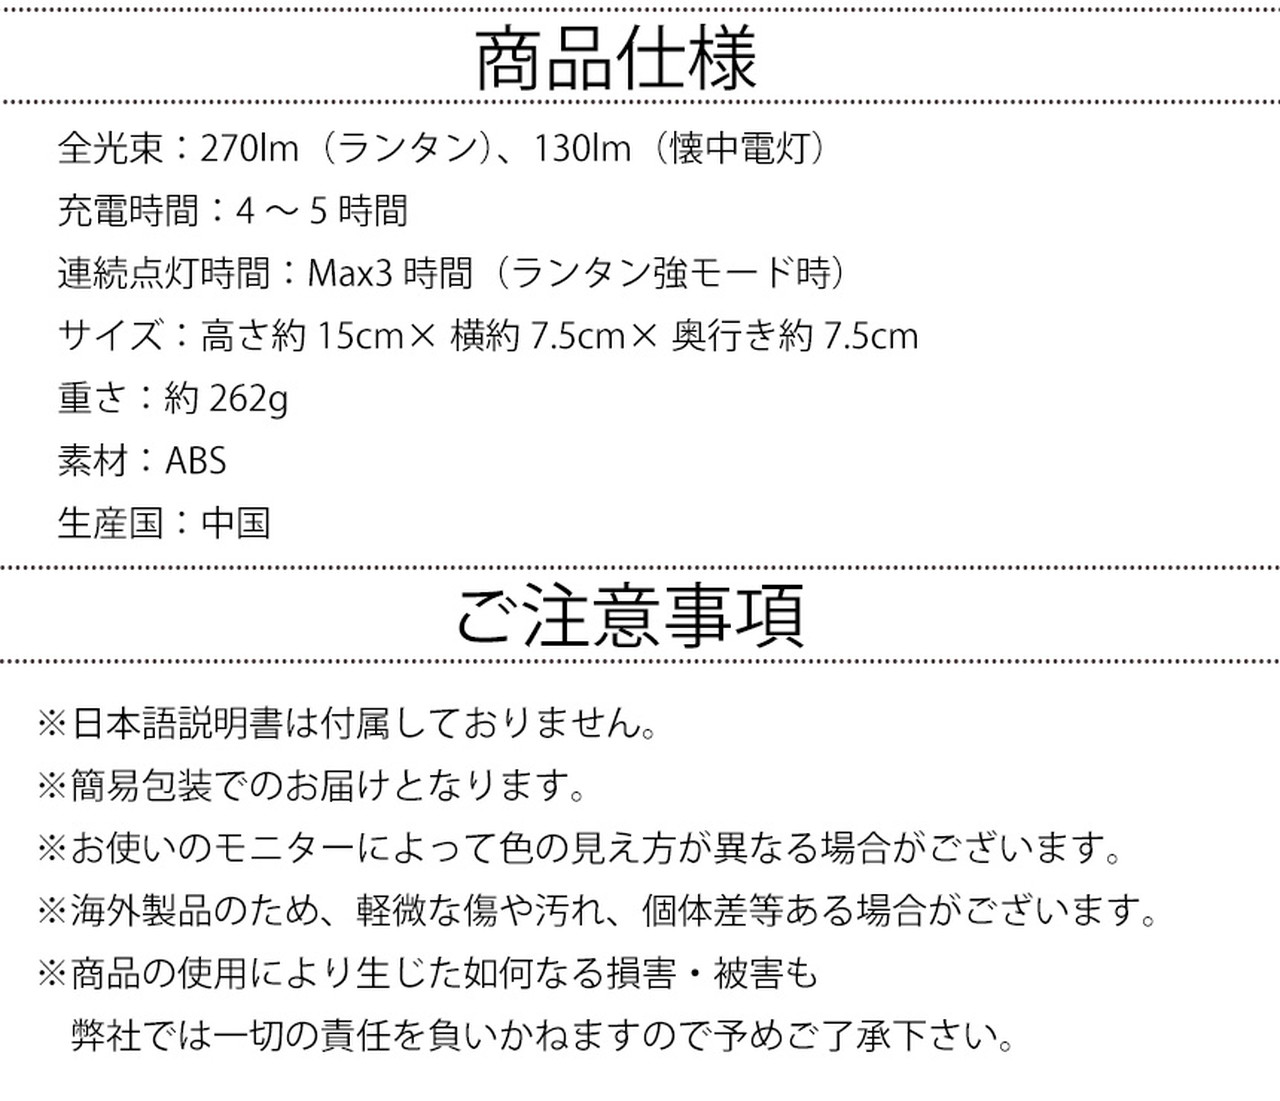 商品仕様
全光束：270lm（ランタン）、130lm（懐中電灯）
充電時間：4 ～ 5 時間
連続点灯時間：Max3 時間（ランタン強モード時）
サイズ：高さ約 15cm× 横約 7.5cm× 奥行き約 7.5cm
重さ：約 262g
素材：ABS
生産国：中国
ご注意事項
※日本語説明書は付属しておりません。
※簡易包装でのお届けとなります。
※お使いのモニターによって色の見え方が異なる場合がございます。
※海外製品のため、軽微な傷や汚れ、個体差等ある場合がございます。
※商品の使用により生じた如何なる損害・被害も
弊社では一切の責任を負いかねますので予めご了承下さい。